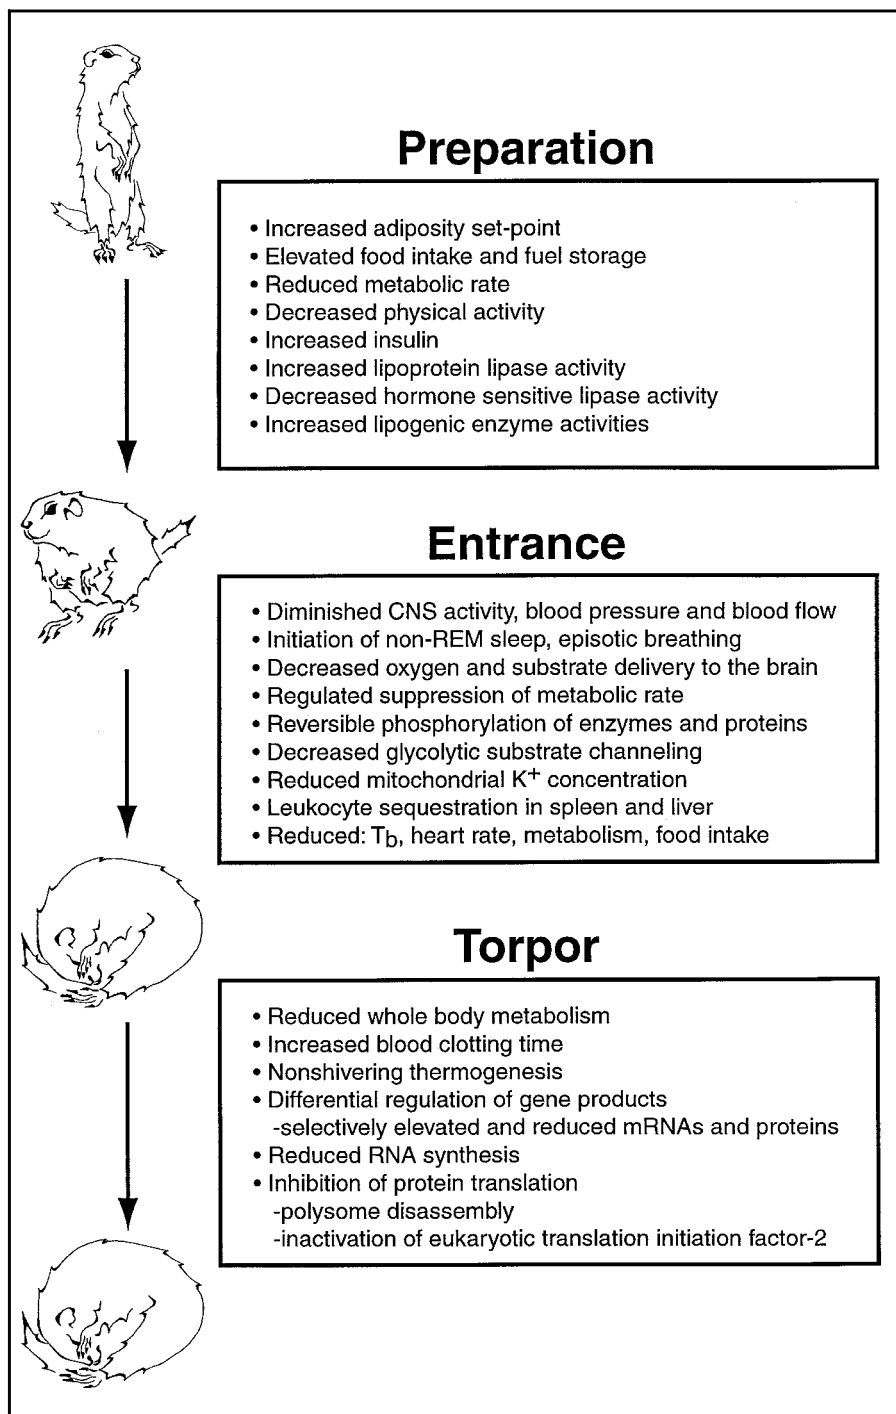 Preparation
• Increased adiposity set-point
• Elevated food intake and fuel storage
• Reduced metabolic rate
• Decreased physical activity
• Increased insulin
• Increased lipoprotein lipase activity
• Decreased hormone sensitive lipase activity
• Increased lipogenic enzyme activities
Entrance
• Diminished CNS activity, blood pressure and blood flow
• Initiation of non-REM sleep, episotic breathing
• Decreased oxygen and substrate delivery to the brain
• Regulated suppression of metabolic rate
• Reversible phosphorylation of enzymes and proteins
• Decreased glycolytic substrate channeling
• Reduced mitochondrial K⁺ concentration
• Leukocyte sequestration in spleen and liver
• Reduced: Tb, heart rate, metabolism, food intake
Torpor
• Reduced whole body metabolism
• Increased blood clotting time
• Nonshivering thermogenesis
• Differential regulation of gene products
-selectively elevated and reduced mRNAs and proteins
• Reduced RNA synthesis
• Inhibition of protein translation
-polysome disassembly
-inactivation of eukaryotic translation initiation factor-2